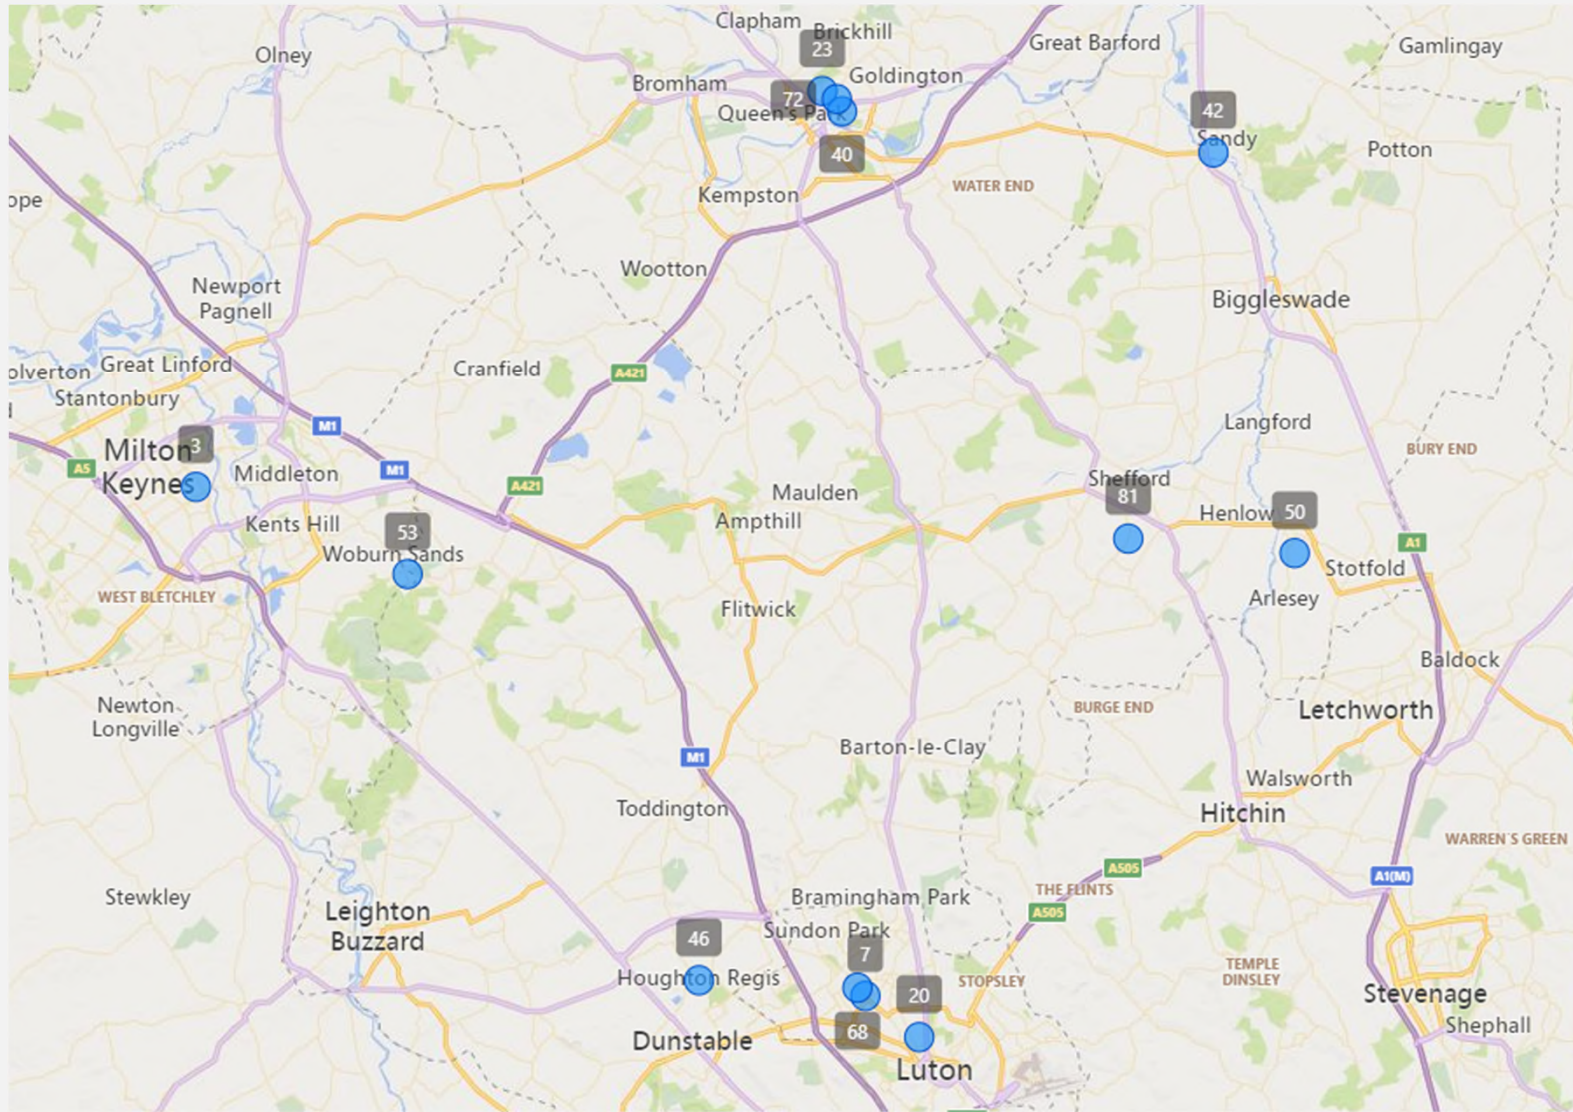 Clapham
Brickhill
23
Olney
Great Barford
Gamlingay
Bromham
Goldington
72
Queen's Park
42
Sandy
Potton
40
WATER END
Kempston
ope
Wootton
Newport
Pagnell
Biggleswade
olverton
Great Linford
Cranfield
A421
Stantonbury
M1
Langford
Milton
Keynes
3
A5
Middleton
M1
A421
BURY END
Shefford
81
Maulden
Ampthill
Henlow
50
Kents Hill
53
Woburn Sands
A1
Stotfold
WEST BLETCHLEY
Arlesey
Flitwick
Baldock
Newton
Longville
BURGE END
Letchworth
Barton-le-Clay
M1
Walsworth
Toddington
Hitchin
WARREN'S GREEN
A505
A1(M)
THE FLINTS
Stewkley
Bramingham Park
Leighton
Buzzard
A505
Sundon Park
46
7
Houghton Regis
STOPSLEY
TEMPLE
DINSLEY
20
Stevenage
68
Shephall
Dunstable
Luton